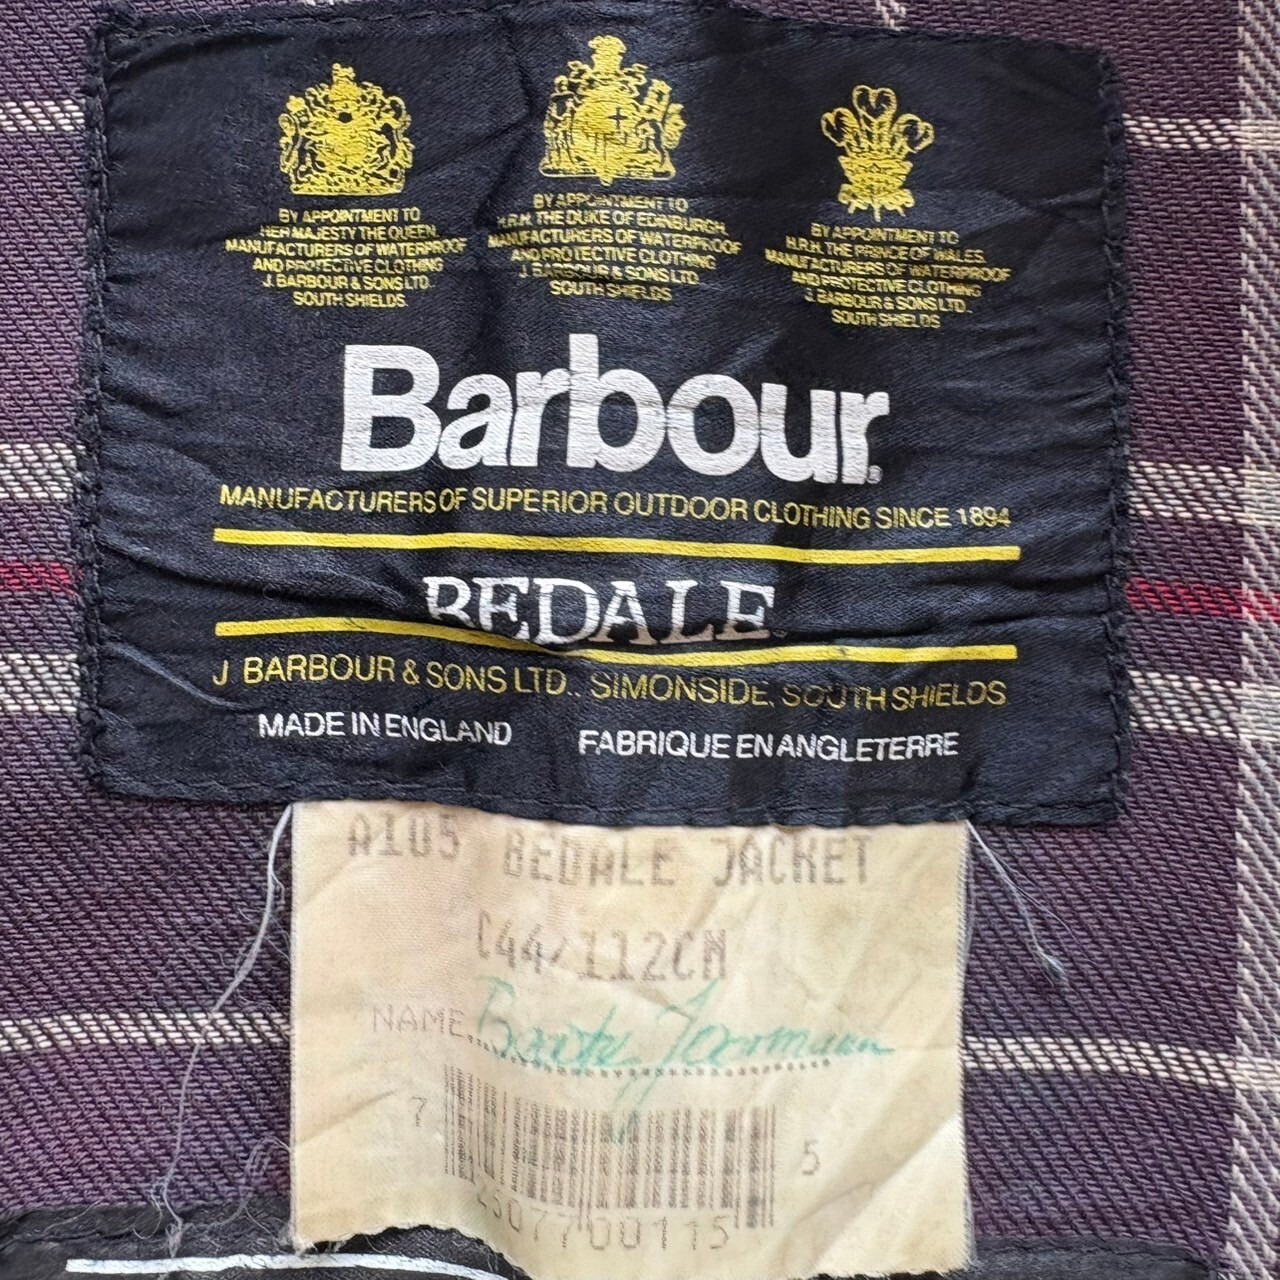 BY APPOINTMENT TO
HER MAJESTY THE QUEEN.
MANUFACTURERS OF WATERPROOF
AND PROTECTIVE CLOTHING
J. BARBOUR & SONS LTD.
SOUTH SHIELDS.
BY APPOINTMENT TO
H.R.H. THE DUKE OF EDINBURGH.
MANUFACTURERS OF WATERPROOF
AND PROTECTIVE CLOTHING
J. BARBOUR & SONS LTD.
SOUTH SHIELDS
BY APPOINTMENT TO
H.R.H. THE PRINCE OF WALES.
MANUFACTURERS OF WATERPROOF
AND PROTECTIVE CLOTHING
J. BARBOUR & SONS LTD.
SOUTH SHIELDS
Barbour.
MANUFACTURERS OF SUPERIOR OUTDOOR CLOTHING SINCE 1894
BEDALE.
J BARBOUR & SONS LTD., SIMONSIDE, SOUTH SHIELDS
MADE IN ENGLAND FABRIQUE EN ANGLETERRE
A105 BEDALE JACKET
C44/112CM
NAME
7 5